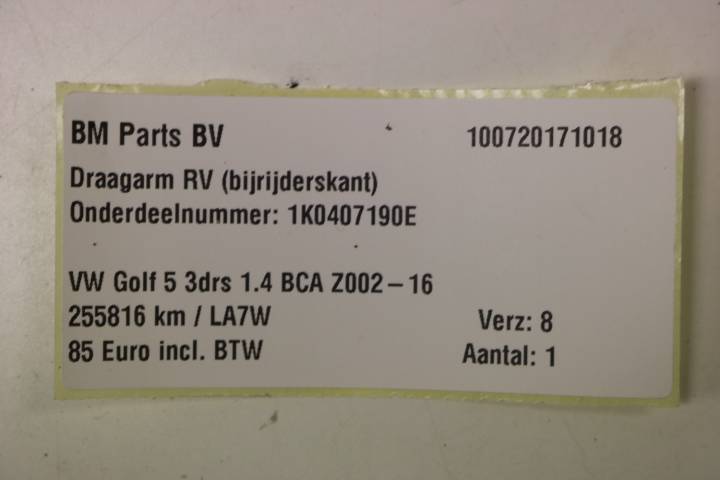 BM Parts BV 100720171018
Draagarm RV (bijrijderskant)
Onderdeelnummer: 1K0407190E
VW Golf 5 3drs 1.4 BCA Z002-16
255816 km / LA7W Verz: 8
85 Euro incl. BTW Aantal: 1